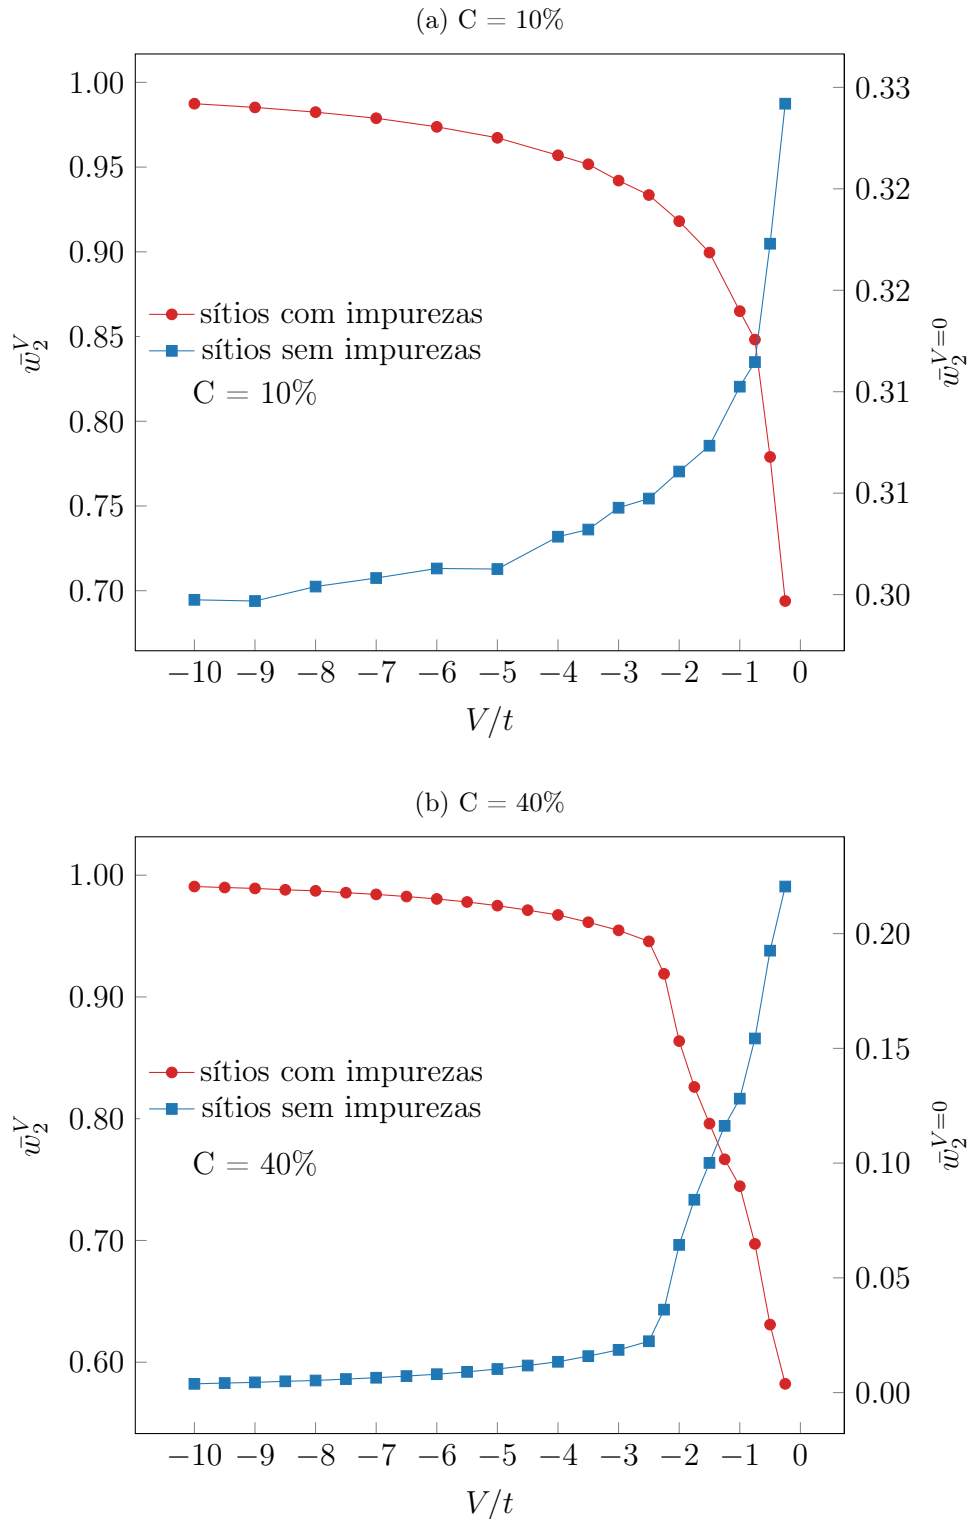 (a) C = 10%
1.00
0.95
0.90
0.85
0.80
0.75
0.70
w̄₂^V
sítios com impurezas
sítios sem impurezas
C = 10%
0.33
0.32
0.32
0.31
0.31
0.30
w̄₂^{V=0}
−10 −9 −8 −7 −6 −5 −4 −3 −2 −1 0
V/t
(b) C = 40%
1.00
0.90
0.80
0.70
0.60
w̄₂^V
sítios com impurezas
sítios sem impurezas
C = 40%
0.20
0.15
0.10
0.05
0.00
w̄₂^{V=0}
−10 −9 −8 −7 −6 −5 −4 −3 −2 −1 0
V/t